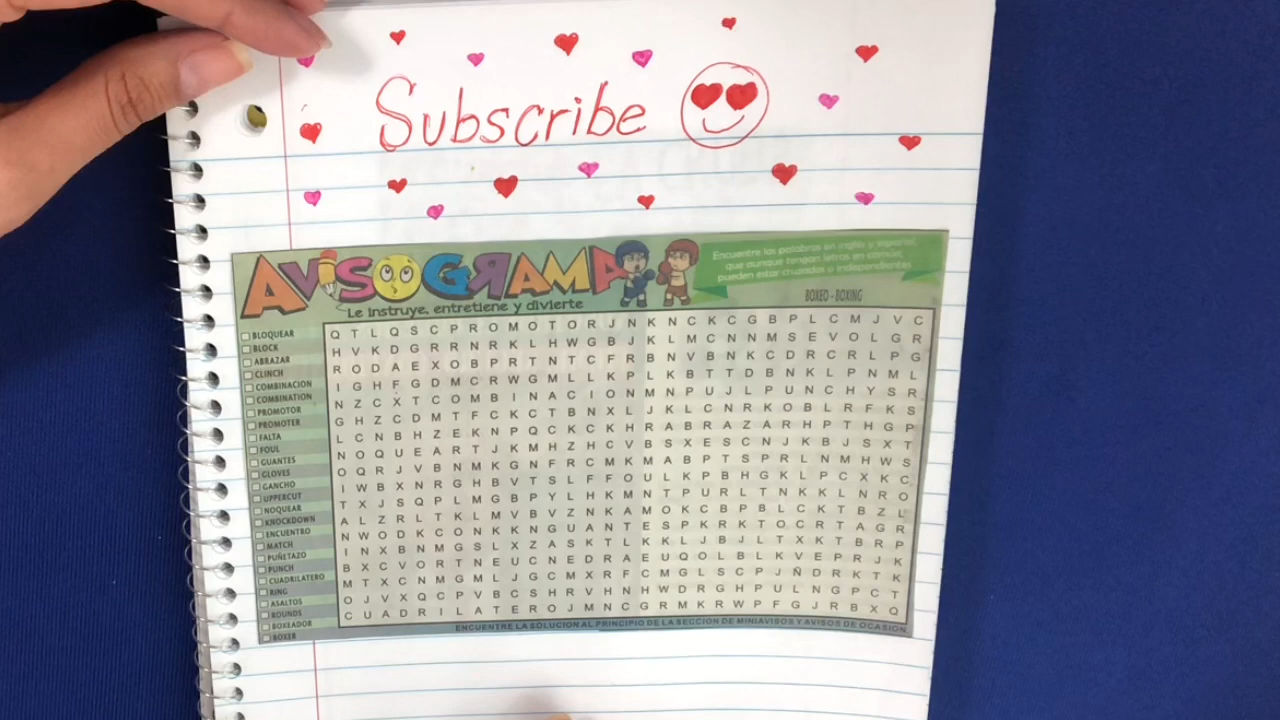 Subscribe
AVISOGRAMA
Le instruye, entretiene y divierte
Encuentre las palabras en inglés y español,
que aunque tengan letras en común,
pueden estar cruzadas o independientes
BOXEO - BOXING
BLOQUEAR
BLOCK
ABRAZAR
CLINCH
COMBINACION
COMBINATION
PROMOTOR
PROMOTER
FALTA
FOUL
GUANTES
GLOVES
GANCHO
UPPERCUT
NOQUEAR
KNOCKDOWN
ENCUENTRO
MATCH
PUÑETAZO
PUNCH
CUADRILATERO
RING
ASALTOS
ROUNDS
BOXEADOR
BOXER
Q T L Q S C P R O M O T O R J N K N C K C G B P L C M J V C
H V K D G R R N R K L H W G B J K L M C N N M S E V O L G R
R O D A E X O B P R T N T C F R B N V B N K C D R C R L P G
I G H F G D M C R W G M L L K P L K B T T D B N K L P N M L
N Z C X T C O M B I N A C I O N M N P U J L P U N C H Y S R
G H Z C D M T F C K C T B N X L J K L C N R K O B L R F K S
L C N B H Z E K N P Q C K C K H R A B R A Z A R H P T H G P
N O Q U E A R T J K M H Z H C V B S X E S C N J K B J S X T
O Q R J V B N M K G N F R C M K M A B P T S P R L N M H W S
I W B X N R G H B V T S L F F O U L K P B H G K L P C X K C
T X J S Q P L M G B P Y L H K M N T P U R L T N K K L N R O
A L Z R L T K L M V B V Z N K A M O K C B P B L C K T B Z L
N W O D K C O N K K N G U A N T E S P K R K T O C R T A G R
I N X B N M G S L X Z A S K T L K K L J B J L T X K T B R P
B X C V O R T N E U C N E D R A E U Q O L B L K V E P R J K
M T X C N M G M L J G C M X R F C M G L S C P J Ñ D R K T K
O J V X Q C P V B C S H R V H N H W D R G H P U L N G P C T
C U A D R I L A T E R O J M N C G R M K R W P F G J R B X Q
ENCUENTRE LA SOLUCION AL PRINCIPIO DE LA SECCION DE MINIAVISOS Y AVISOS DE OCASION